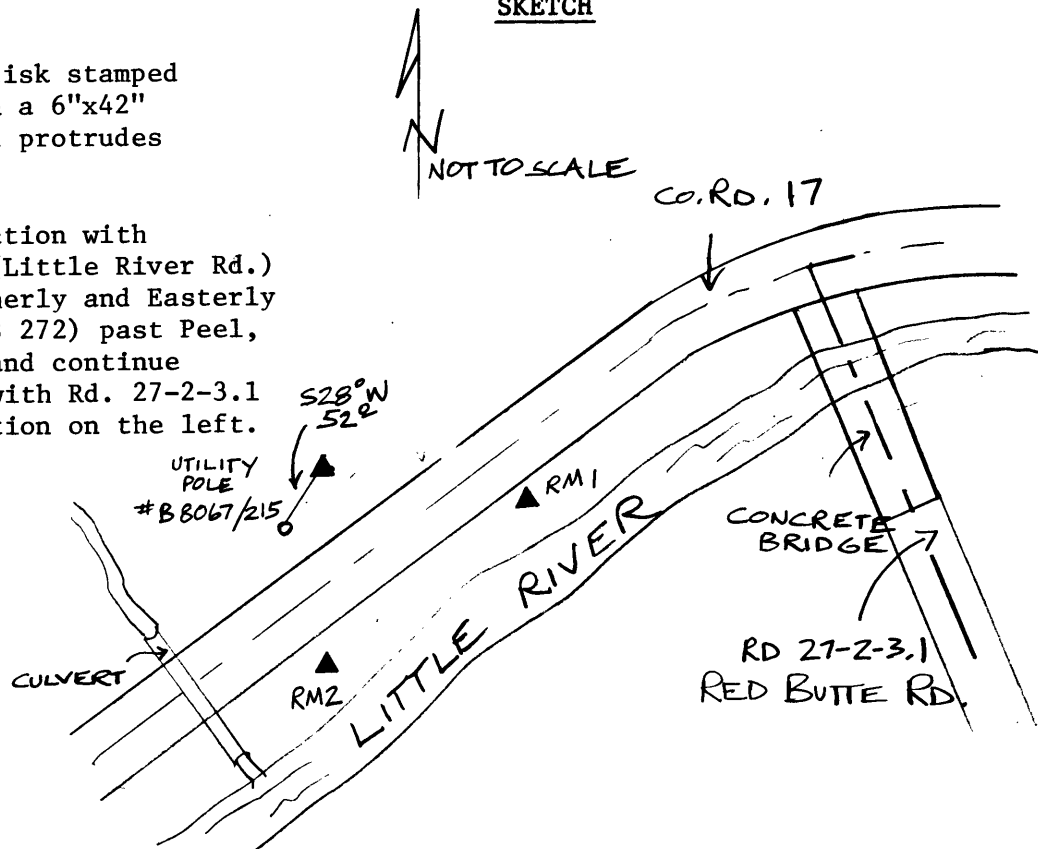 SKETCH
isk stamped
a 6"x42"
protrudes
N
NOT TO SCALE
CO. RD. 17
tion with
Little River Rd.)
erly and Easterly
272) past Peel,
nd continue
ith Rd. 27-2-3.1
tion on the left.
S28°W
52
UTILITY
POLE
#B8067/215
RM1
CONCRETE
BRIDGE
LITTLE RIVER
CULVERT
RM2
RD 27-2-3.1
RED BUTTE RD.